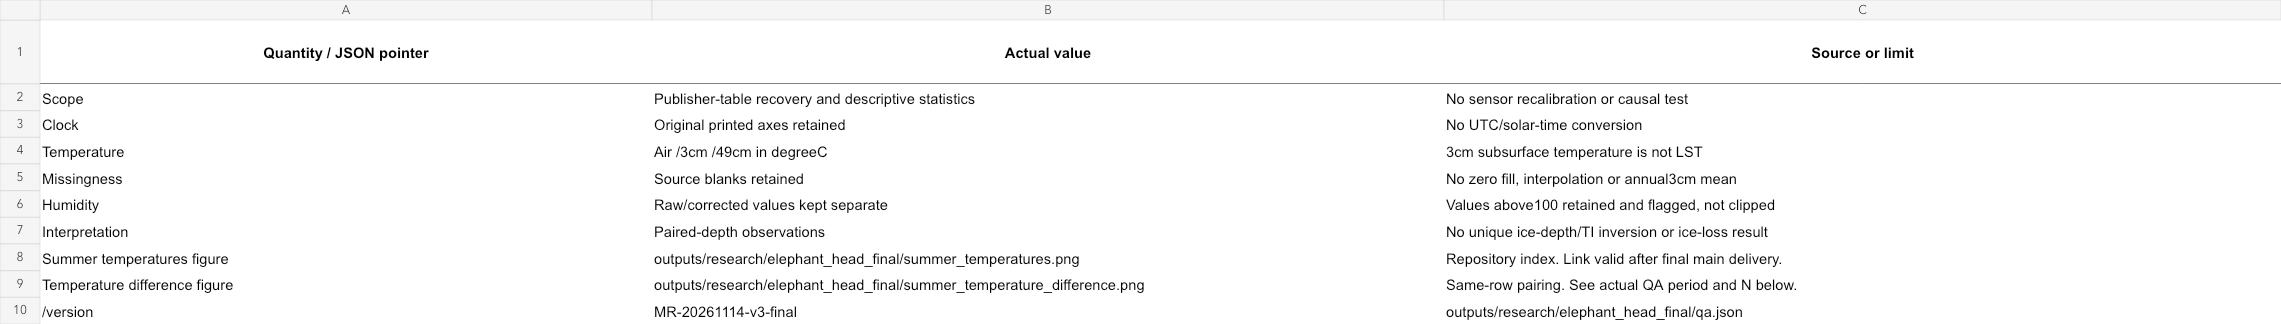 A B C
1 Quantity / JSON pointer Actual value Source or limit
2 Scope Publisher-table recovery and descriptive statistics No sensor recalibration or causal test
3 Clock Original printed axes retained No UTC/solar-time conversion
4 Temperature Air /3cm /49cm in degreeC 3cm subsurface temperature is not LST
5 Missingness Source blanks retained No zero fill, interpolation or annual3cm mean
6 Humidity Raw/corrected values kept separate Values above100 retained and flagged, not clipped
7 Interpretation Paired-depth observations No unique ice-depth/TI inversion or ice-loss result
8 Summer temperatures figure outputs/research/elephant_head_final/summer_temperatures.png Repository index. Link valid after final main delivery.
9 Temperature difference figure outputs/research/elephant_head_final/summer_temperature_difference.png Same-row pairing. See actual QA period and N below.
10 /version MR-20261114-v3-final outputs/research/elephant_head_final/qa.json